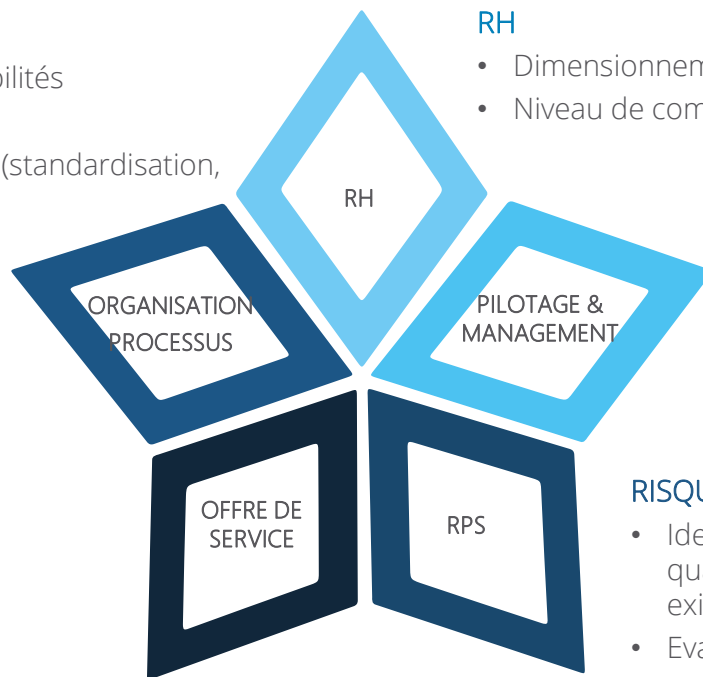 bilités
(standardisation,
RH
• Dimensionnem
• Niveau de com
RH
ORGANISATION
PROCESSUS
PILOTAGE &
MANAGEMENT
OFFRE DE
SERVICE
RPS
RISQU
• Ide
qua
exi
• Eva